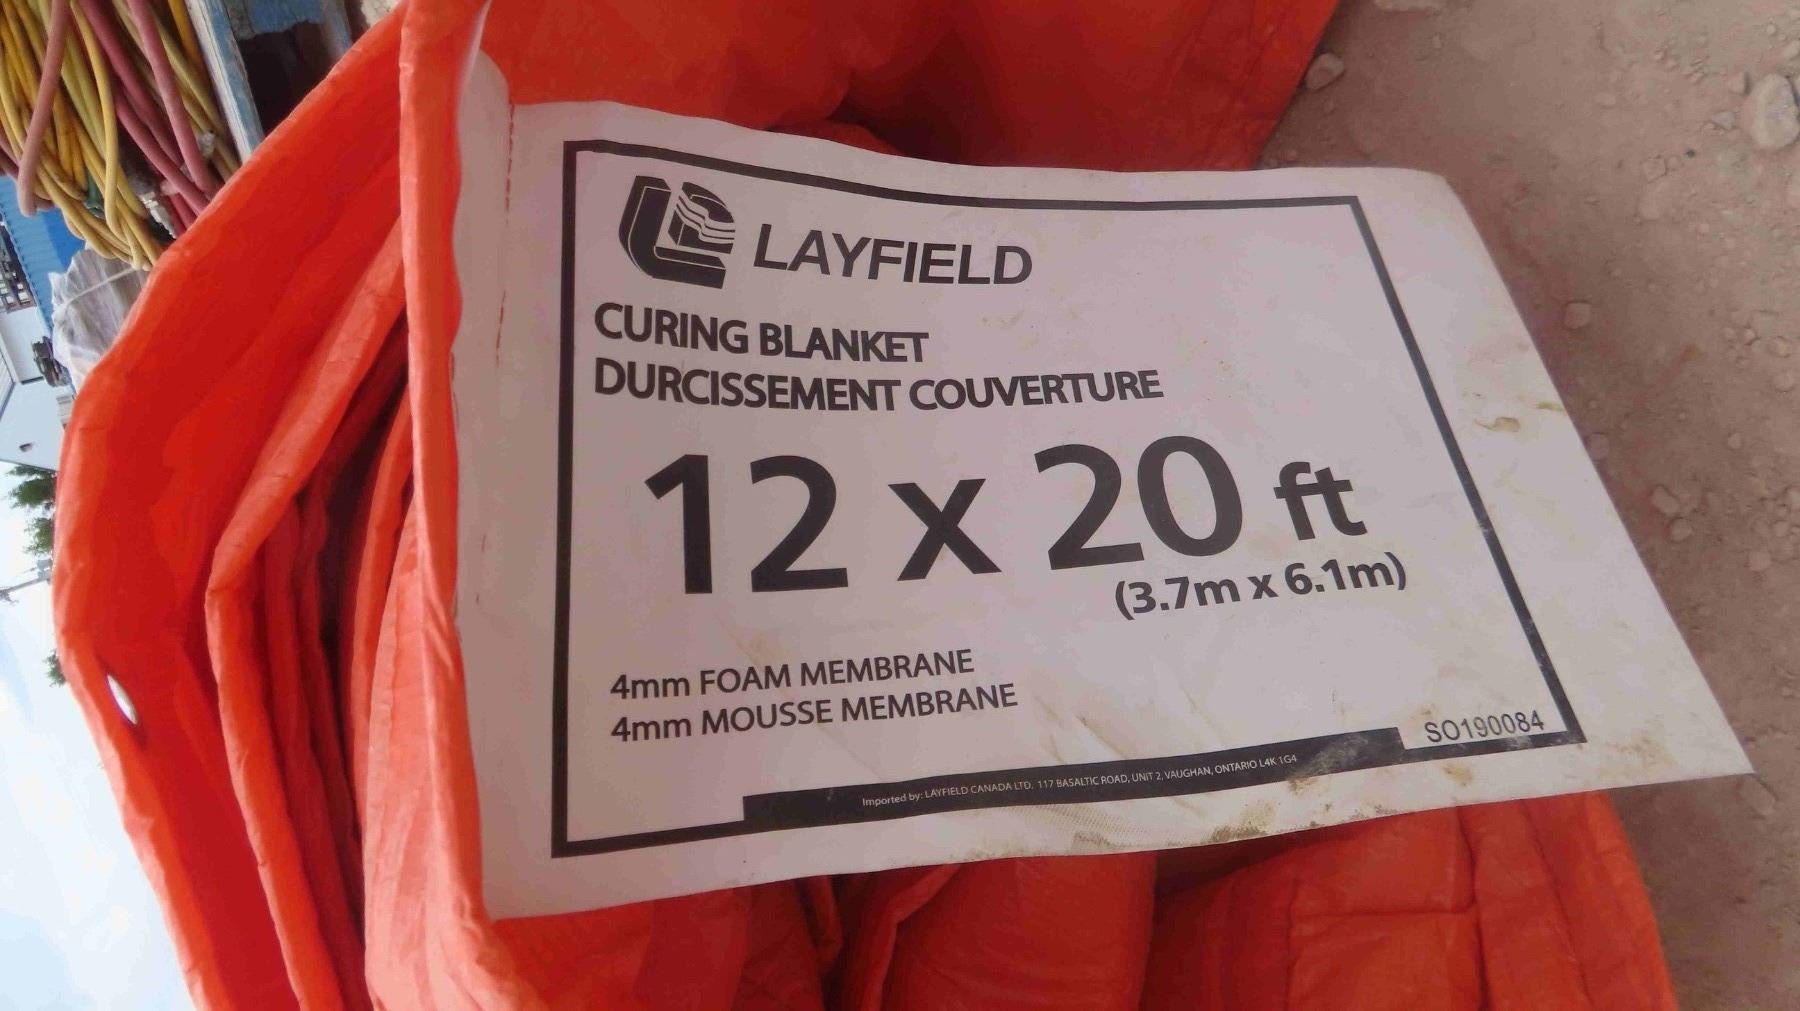 LAYFIELD
CURING BLANKET
DURCISSEMENT COUVERTURE
12 x 20 ft
(3.7m x 6.1m)
4mm FOAM MEMBRANE
4mm MOUSSE MEMBRANE
SO190084
Imported by: LAYFIELD CANADA LTD. 117 BASALTIC ROAD, UNIT 2, VAUGHAN, ONTARIO L4K 1G4